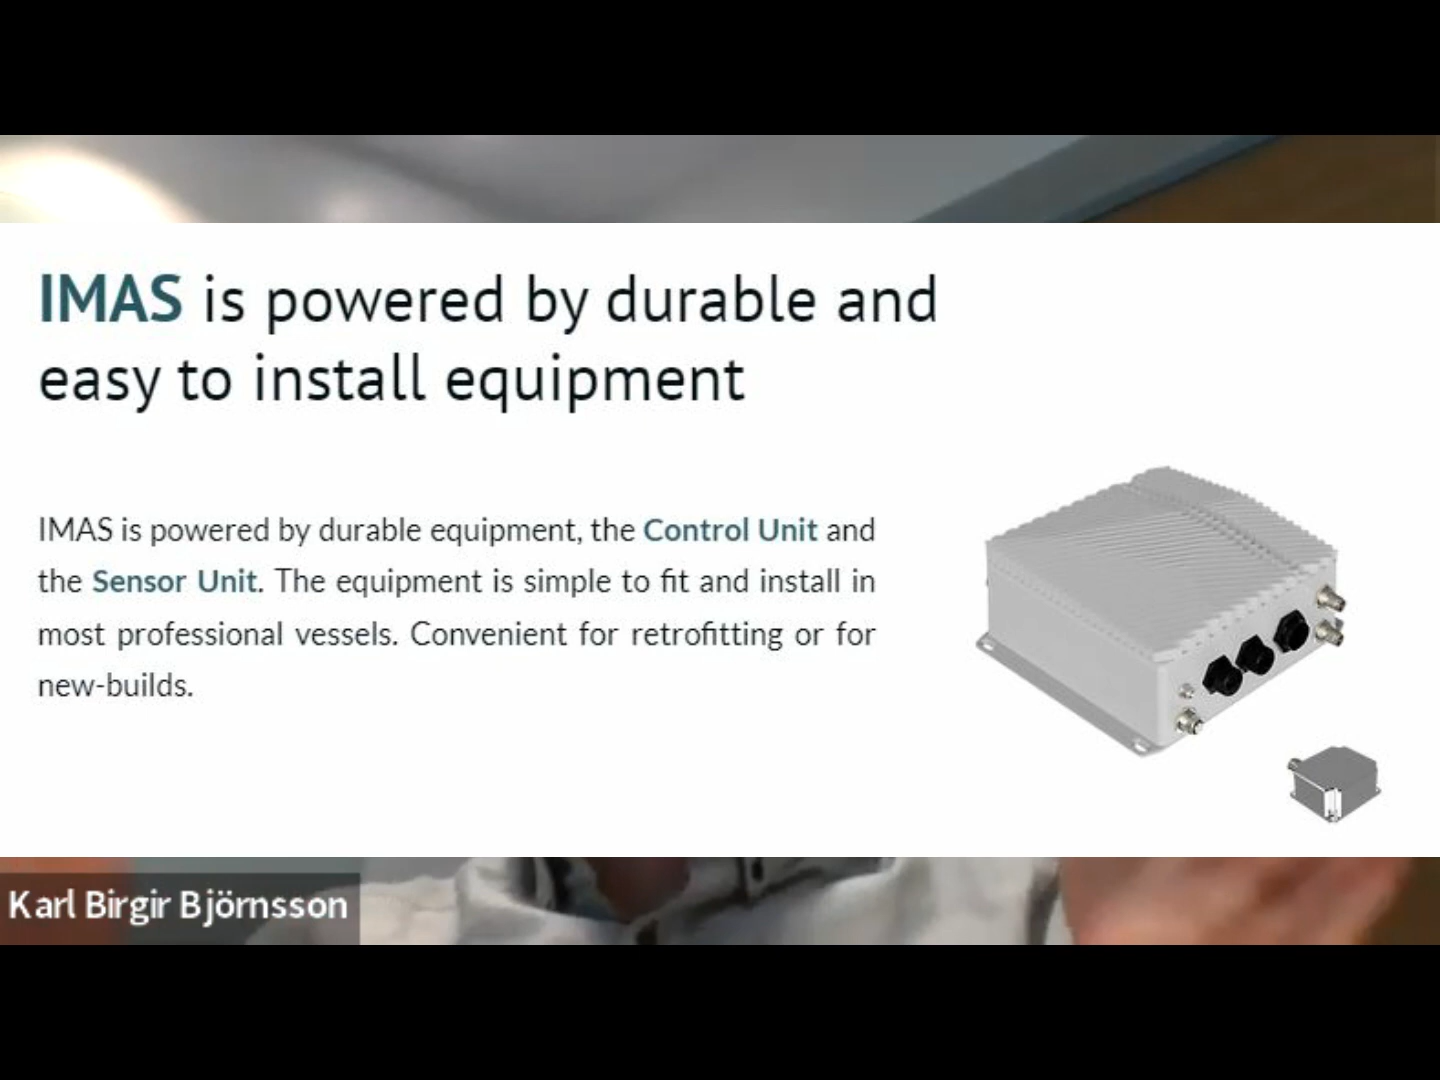 IMAS is powered by durable and
easy to install equipment
IMAS is powered by durable equipment, the Control Unit and
the Sensor Unit. The equipment is simple to fit and install in
most professional vessels. Convenient for retrofitting or for
new-builds.
Karl Birgir Björnsson